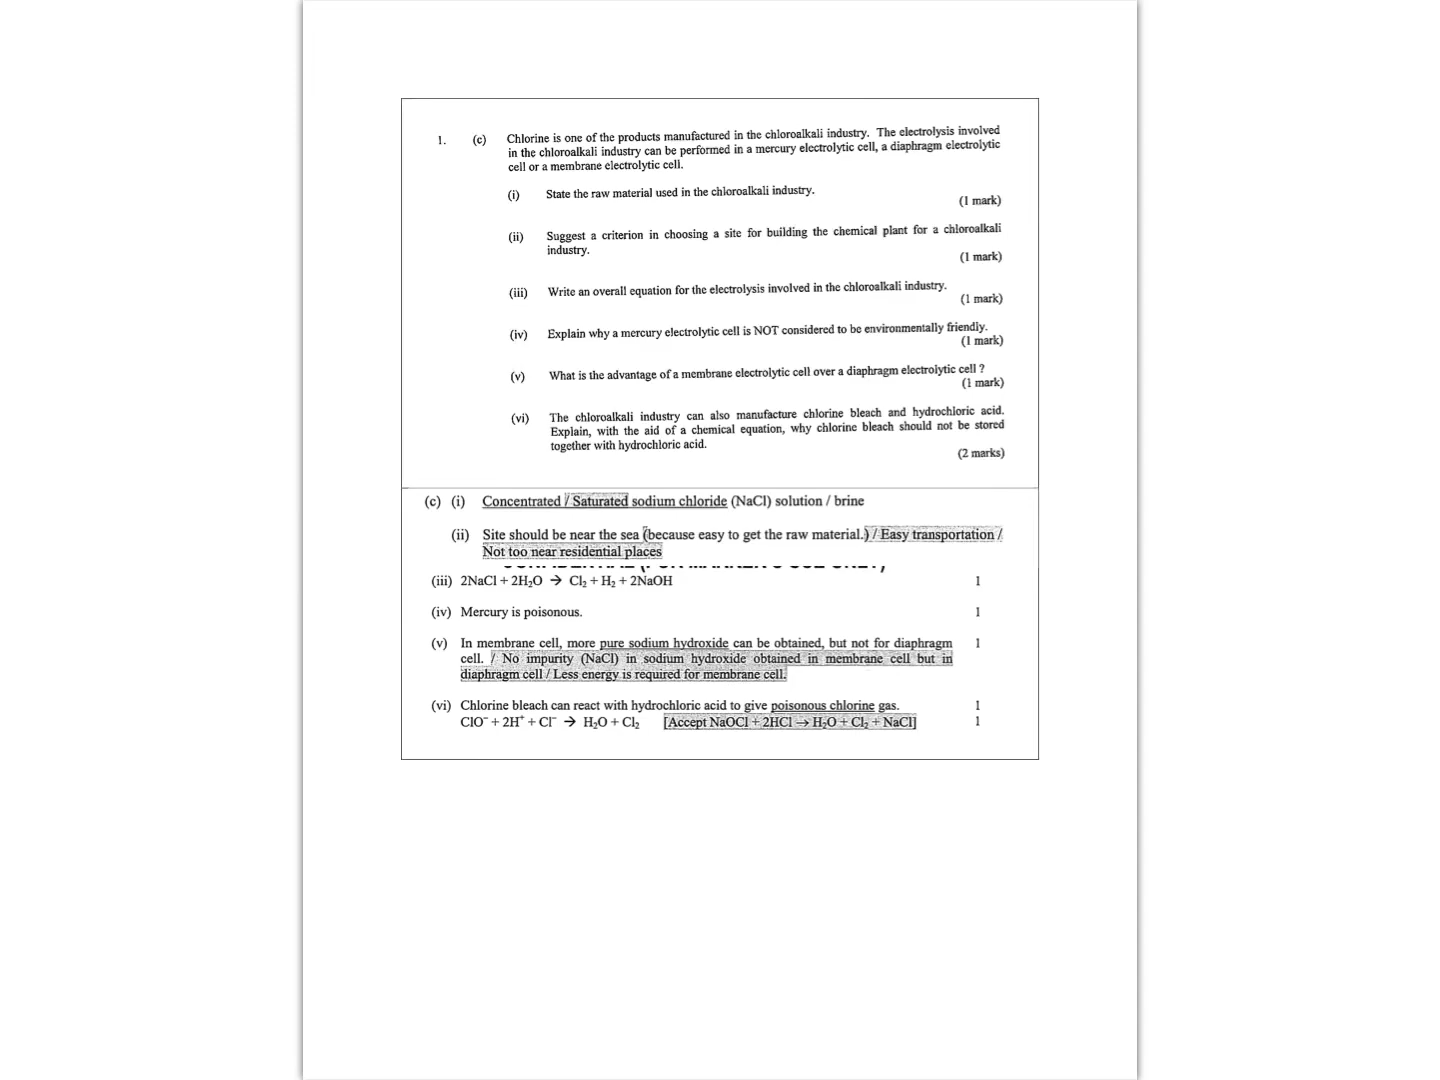 1. (c) Chlorine is one of the products manufactured in the chloroalkali industry. The electrolysis involved
in the chloroalkali industry can be performed in a mercury electrolytic cell, a diaphragm electrolytic
cell or a membrane electrolytic cell.
(i) State the raw material used in the chloroalkali industry.
(1 mark)
(ii) Suggest a criterion in choosing a site for building the chemical plant for a chloroalkali
industry.
(1 mark)
(iii) Write an overall equation for the electrolysis involved in the chloroalkali industry.
(1 mark)
(iv) Explain why a mercury electrolytic cell is NOT considered to be environmentally friendly.
(1 mark)
(v) What is the advantage of a membrane electrolytic cell over a diaphragm electrolytic cell ?
(1 mark)
(vi) The chloroalkali industry can also manufacture chlorine bleach and hydrochloric acid.
Explain, with the aid of a chemical equation, why chlorine bleach should not be stored
together with hydrochloric acid.
(2 marks)
(c) (i) Concentrated / Saturated sodium chloride (NaCl) solution / brine
(ii) Site should be near the sea (because easy to get the raw material.) / Easy transportation /
Not too near residential places
(iii) 2NaCl + 2H₂O → Cl₂ + H₂ + 2NaOH 1
(iv) Mercury is poisonous. 1
(v) In membrane cell, more pure sodium hydroxide can be obtained, but not for diaphragm 1
cell. / No impurity (NaCl) in sodium hydroxide obtained in membrane cell but in
diaphragm cell / Less energy is required for membrane cell.
(vi) Chlorine bleach can react with hydrochloric acid to give poisonous chlorine gas. 1
ClO⁻ + 2H⁺ + Cl⁻ → H₂O + Cl₂ [Accept NaOCl + 2HCl → H₂O + Cl₂ + NaCl] 1